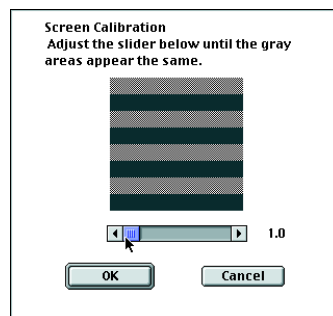 Screen Calibration
Adjust the slider below until the gray
areas appear the same.
1.0
OK
Cancel